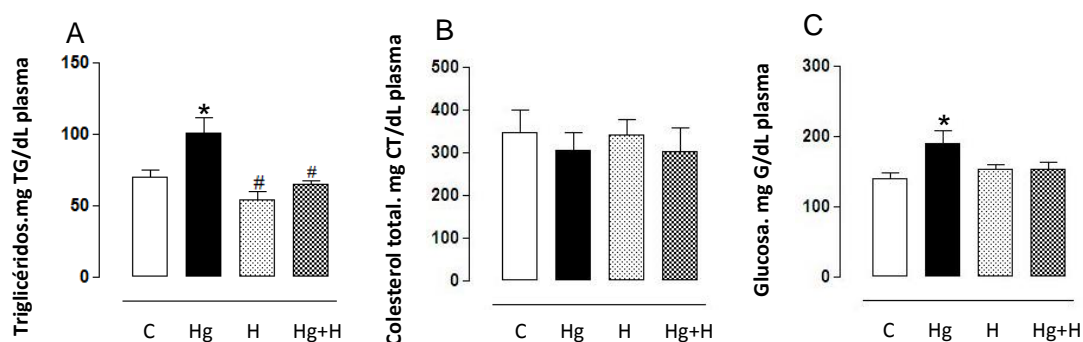 A
Triglicéridos.mg TG/dL plasma
150
100
50
0
*
#
#
C Hg H Hg+H
B
Colesterol total. mg CT/dL plasma
500
400
300
200
100
0
C Hg H Hg+H
C
Glucosa. mg G/dL plasma
300
200
100
0
*
C Hg H Hg+H